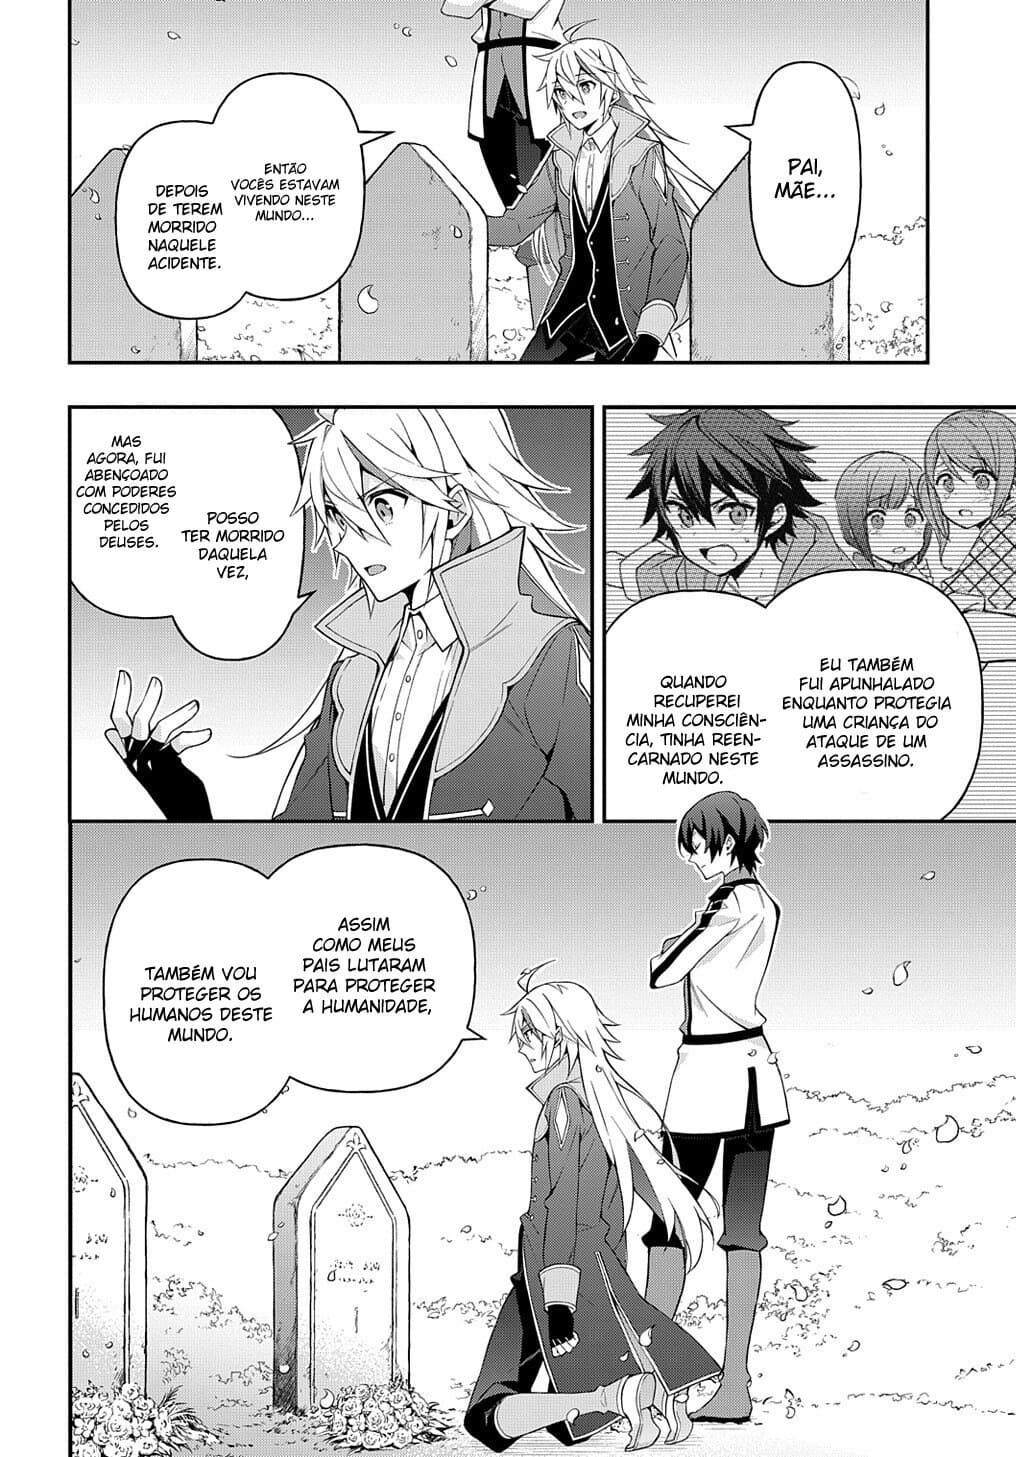 PAI,
MÃE...
ENTÃO
VOCÊS ESTAVAM
VIVENDO NESTE
MUNDO...
DEPOIS
DE TEREM
MORRIDO
NAQUELE
ACIDENTE.
EU TAMBÉM
FUI APUNHALADO
ENQUANTO PROTEGIA
UMA CRIANÇA DO
ATAQUE DE UM
ASSASSINO.
QUANDO
RECUPEREI
MINHA CONSCIÊN-
CIA, TINHA REEN-
CARNADO NESTE
MUNDO.
POSSO
TER MORRIDO
DAQUELA
VEZ,
MAS
AGORA, FUI
ABENÇOADO
COM PODERES
CONCEDIDOS
PELOS
DEUSES.
ASSIM
COMO MEUS
PAIS LUTARAM
PARA PROTEGER
A HUMANIDADE,
TAMBÉM VOU
PROTEGER OS
HUMANOS DESTE
MUNDO.